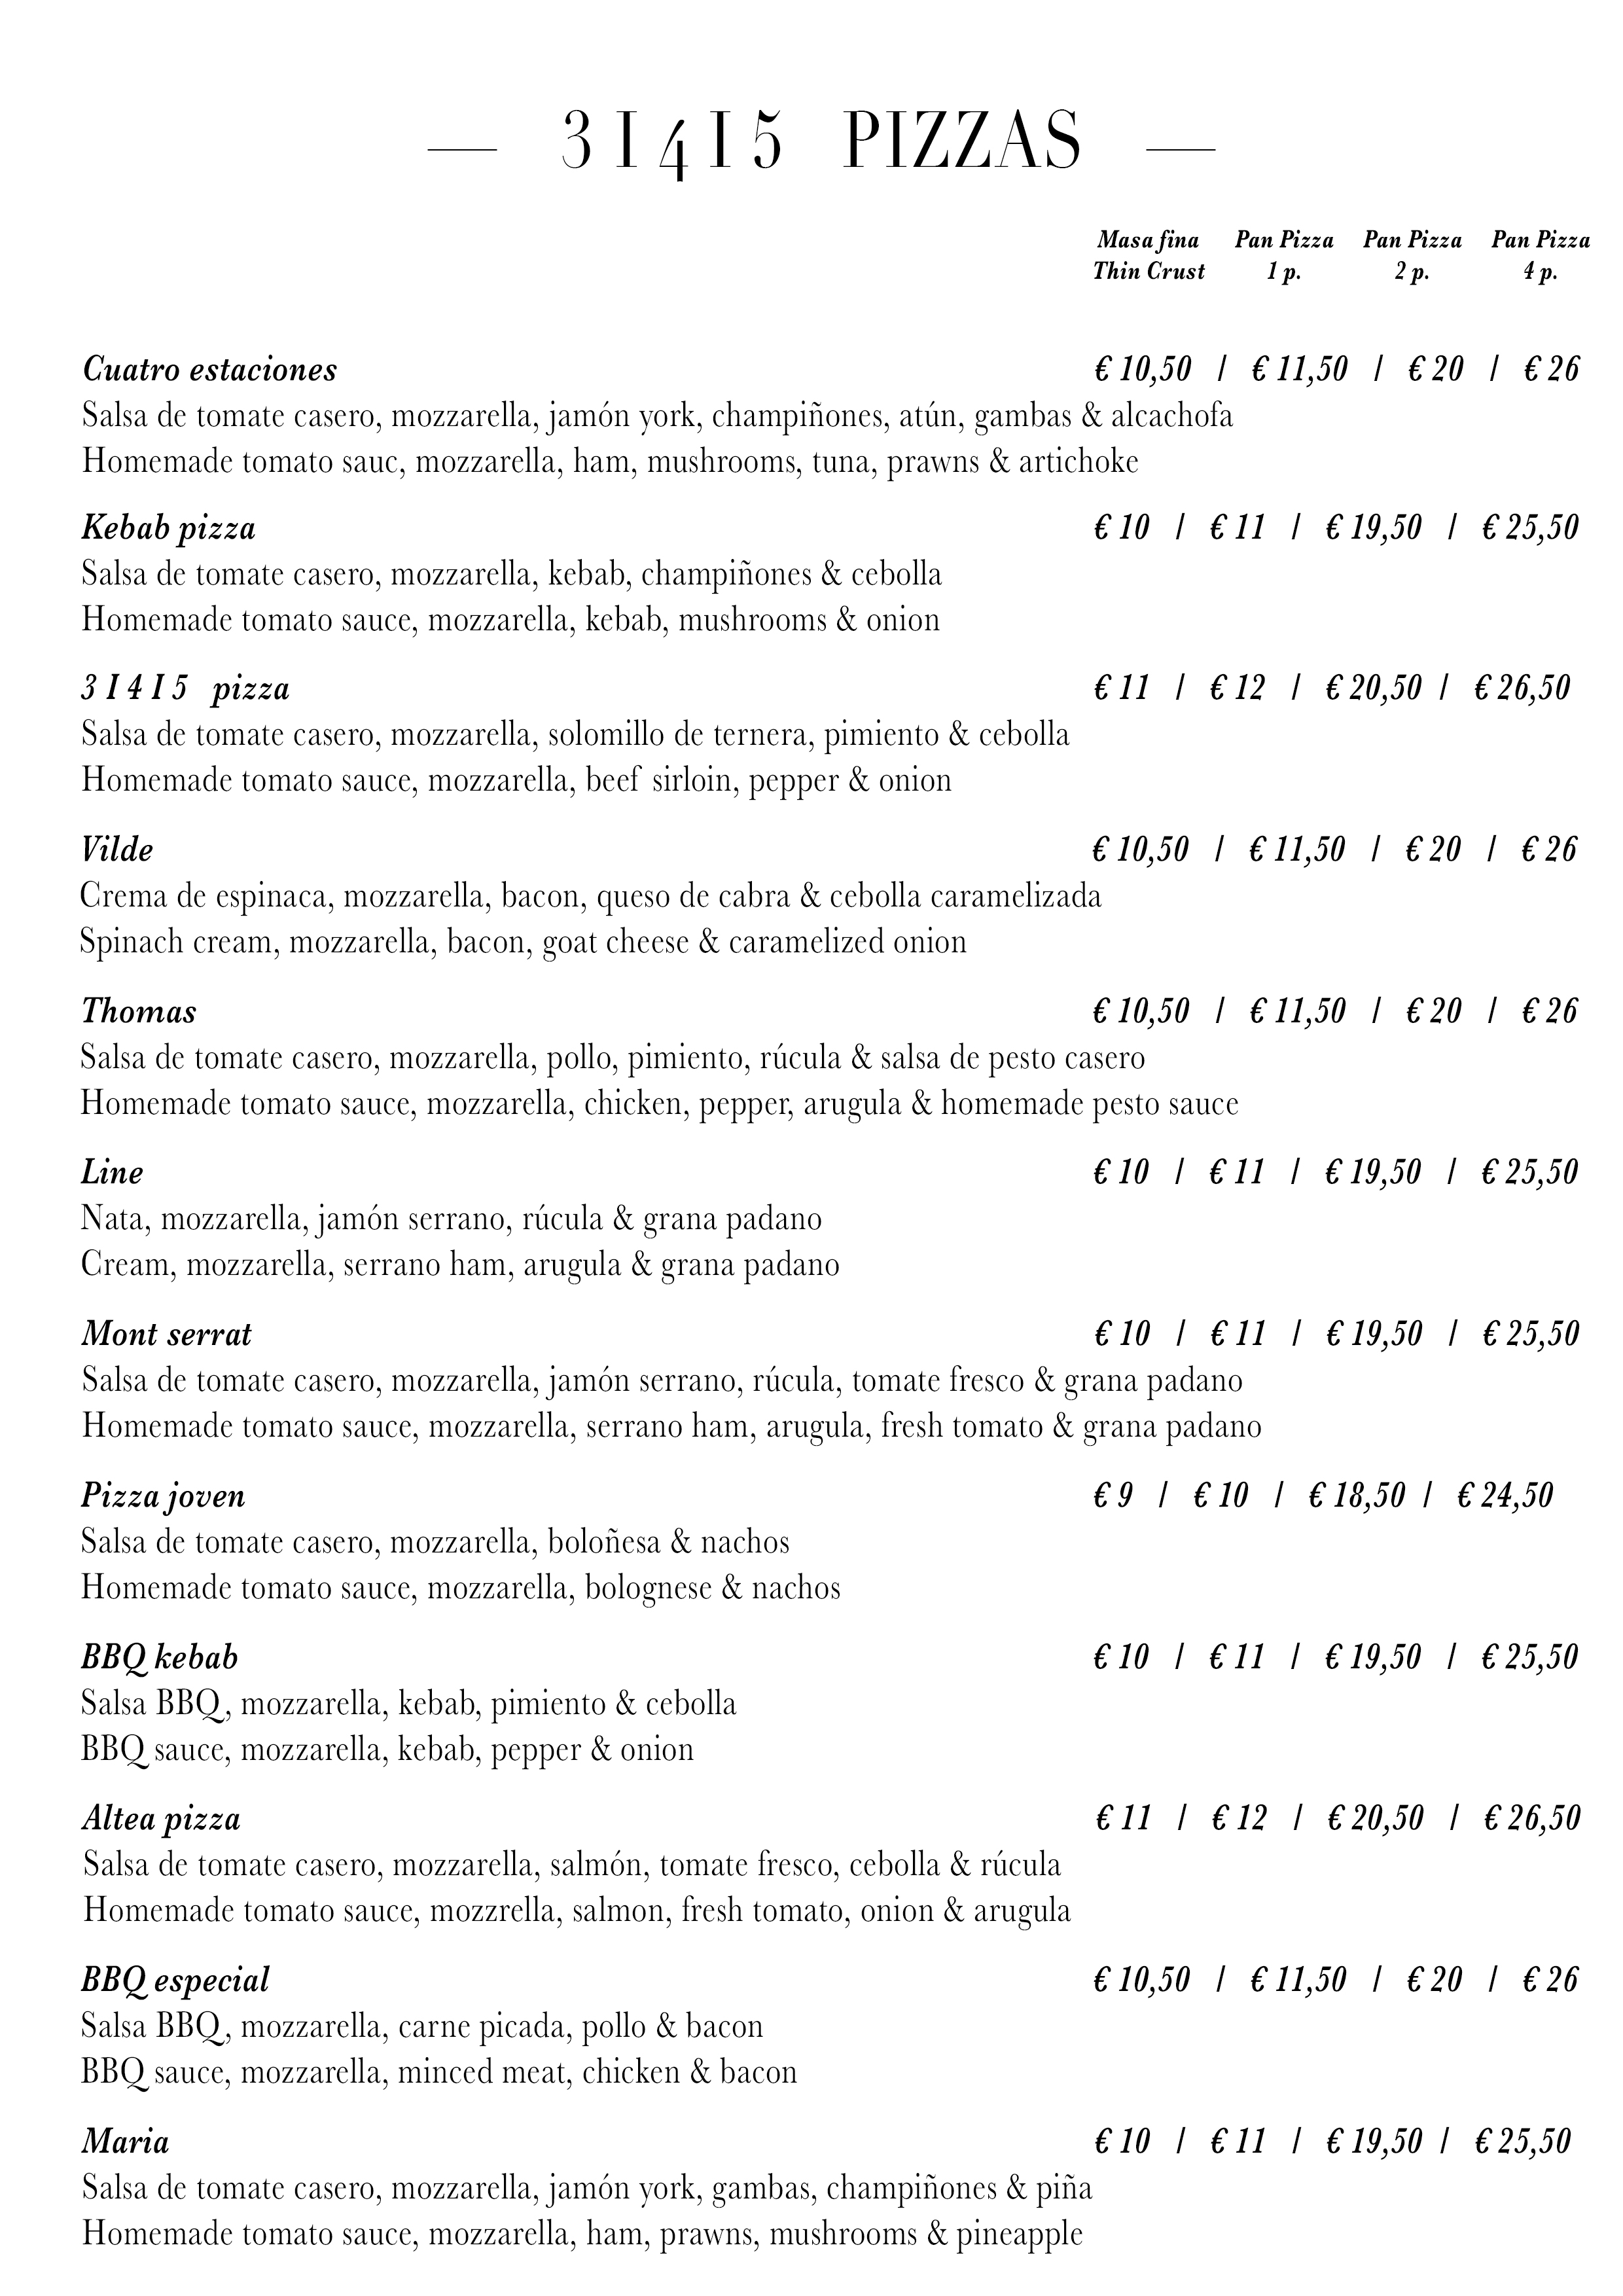 3 I 4 I 5 PIZZAS
Masa fina Pan Pizza Pan Pizza Pan Pizza
Thin Crust 1 p. 2 p. 4 p.
Cuatro estaciones € 10,50 / € 11,50 / € 20 / € 26
Salsa de tomate casero, mozzarella, jamón york, champiñones, atún, gambas & alcachofa
Homemade tomato sauc, mozzarella, ham, mushrooms, tuna, prawns & artichoke
Kebab pizza € 10 / € 11 / € 19,50 / € 25,50
Salsa de tomate casero, mozzarella, kebab, champiñones & cebolla
Homemade tomato sauce, mozzarella, kebab, mushrooms & onion
3 I 4 I 5 pizza € 11 / € 12 / € 20,50 / € 26,50
Salsa de tomate casero, mozzarella, solomillo de ternera, pimiento & cebolla
Homemade tomato sauce, mozzarella, beef sirloin, pepper & onion
Vilde € 10,50 / € 11,50 / € 20 / € 26
Crema de espinaca, mozzarella, bacon, queso de cabra & cebolla caramelizada
Spinach cream, mozzarella, bacon, goat cheese & caramelized onion
Thomas € 10,50 / € 11,50 / € 20 / € 26
Salsa de tomate casero, mozzarella, pollo, pimiento, rúcula & salsa de pesto casero
Homemade tomato sauce, mozzarella, chicken, pepper, arugula & homemade pesto sauce
Line € 10 / € 11 / € 19,50 / € 25,50
Nata, mozzarella, jamón serrano, rúcula & grana padano
Cream, mozzarella, serrano ham, arugula & grana padano
Mont serrat € 10 / € 11 / € 19,50 / € 25,50
Salsa de tomate casero, mozzarella, jamón serrano, rúcula, tomate fresco & grana padano
Homemade tomato sauce, mozzarella, serrano ham, arugula, fresh tomato & grana padano
Pizza joven € 9 / € 10 / € 18,50 / € 24,50
Salsa de tomate casero, mozzarella, boloñesa & nachos
Homemade tomato sauce, mozzarella, bolognese & nachos
BBQ kebab € 10 / € 11 / € 19,50 / € 25,50
Salsa BBQ, mozzarella, kebab, pimiento & cebolla
BBQ sauce, mozzarella, kebab, pepper & onion
Altea pizza € 11 / € 12 / € 20,50 / € 26,50
Salsa de tomate casero, mozzarella, salmón, tomate fresco, cebolla & rúcula
Homemade tomato sauce, mozzrella, salmon, fresh tomato, onion & arugula
BBQ especial € 10,50 / € 11,50 / € 20 / € 26
Salsa BBQ, mozzarella, carne picada, pollo & bacon
BBQ sauce, mozzarella, minced meat, chicken & bacon
Maria € 10 / € 11 / € 19,50 / € 25,50
Salsa de tomate casero, mozzarella, jamón york, gambas, champiñones & piña
Homemade tomato sauce, mozzarella, ham, prawns, mushrooms & pineapple